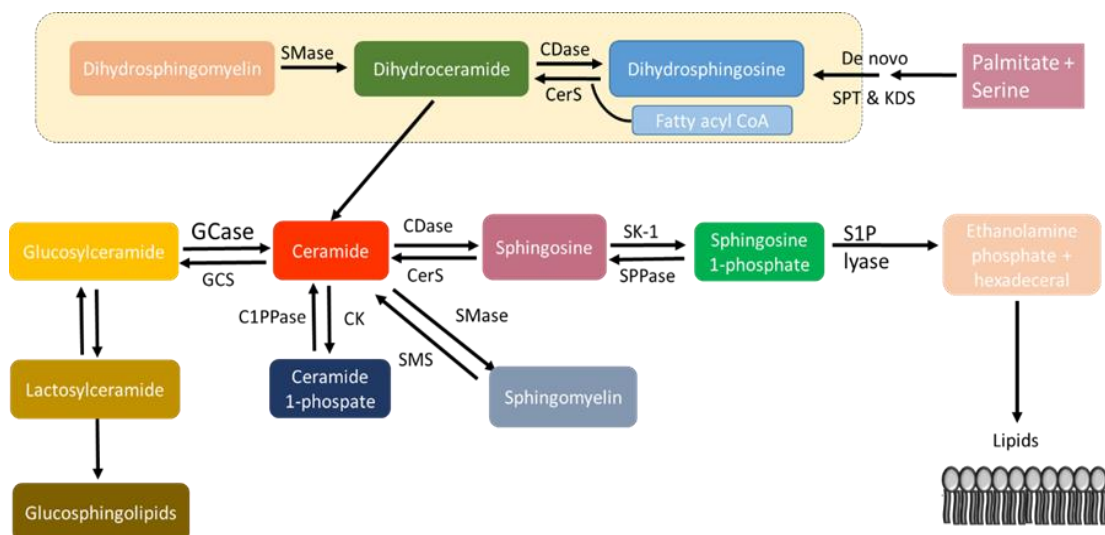 SMase
CDase
Dihydrosphingomyelin
Dihydroceramide
Dihydrosphingosine
De novo
Palmitate +
Serine
CerS
SPT & KDS
Fatty acyl CoA
GCase
CDase
SK-1
S1P
lyase
Glucosylceramide
Ceramide
Sphingosine
Sphingosine
1-phosphate
Ethanolamine
phosphate +
hexadeceral
GCS
CerS
SPPase
C1PPase
CK
SMase
SMS
Lactosylceramide
Ceramide
1-phospate
Sphingomyelin
Lipids
Glucosphingolipids